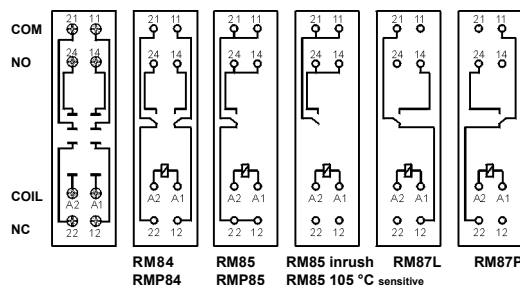 21 11 21 11 21 11 21 11 21 11 21 11
COM
NO
24 14 24 14 24 14 24 14 24 14 24 14
COIL
A2 A1 A2 A1 A2 A1 A2 A1 A2 A1 A2 A1
NC
22 12 22 12 22 12 22 12 22 12 22 12
RM84 RM85 RM85 inrush RM87L RM87P
RMP84 RMP85 RM85 105 °C sensitive